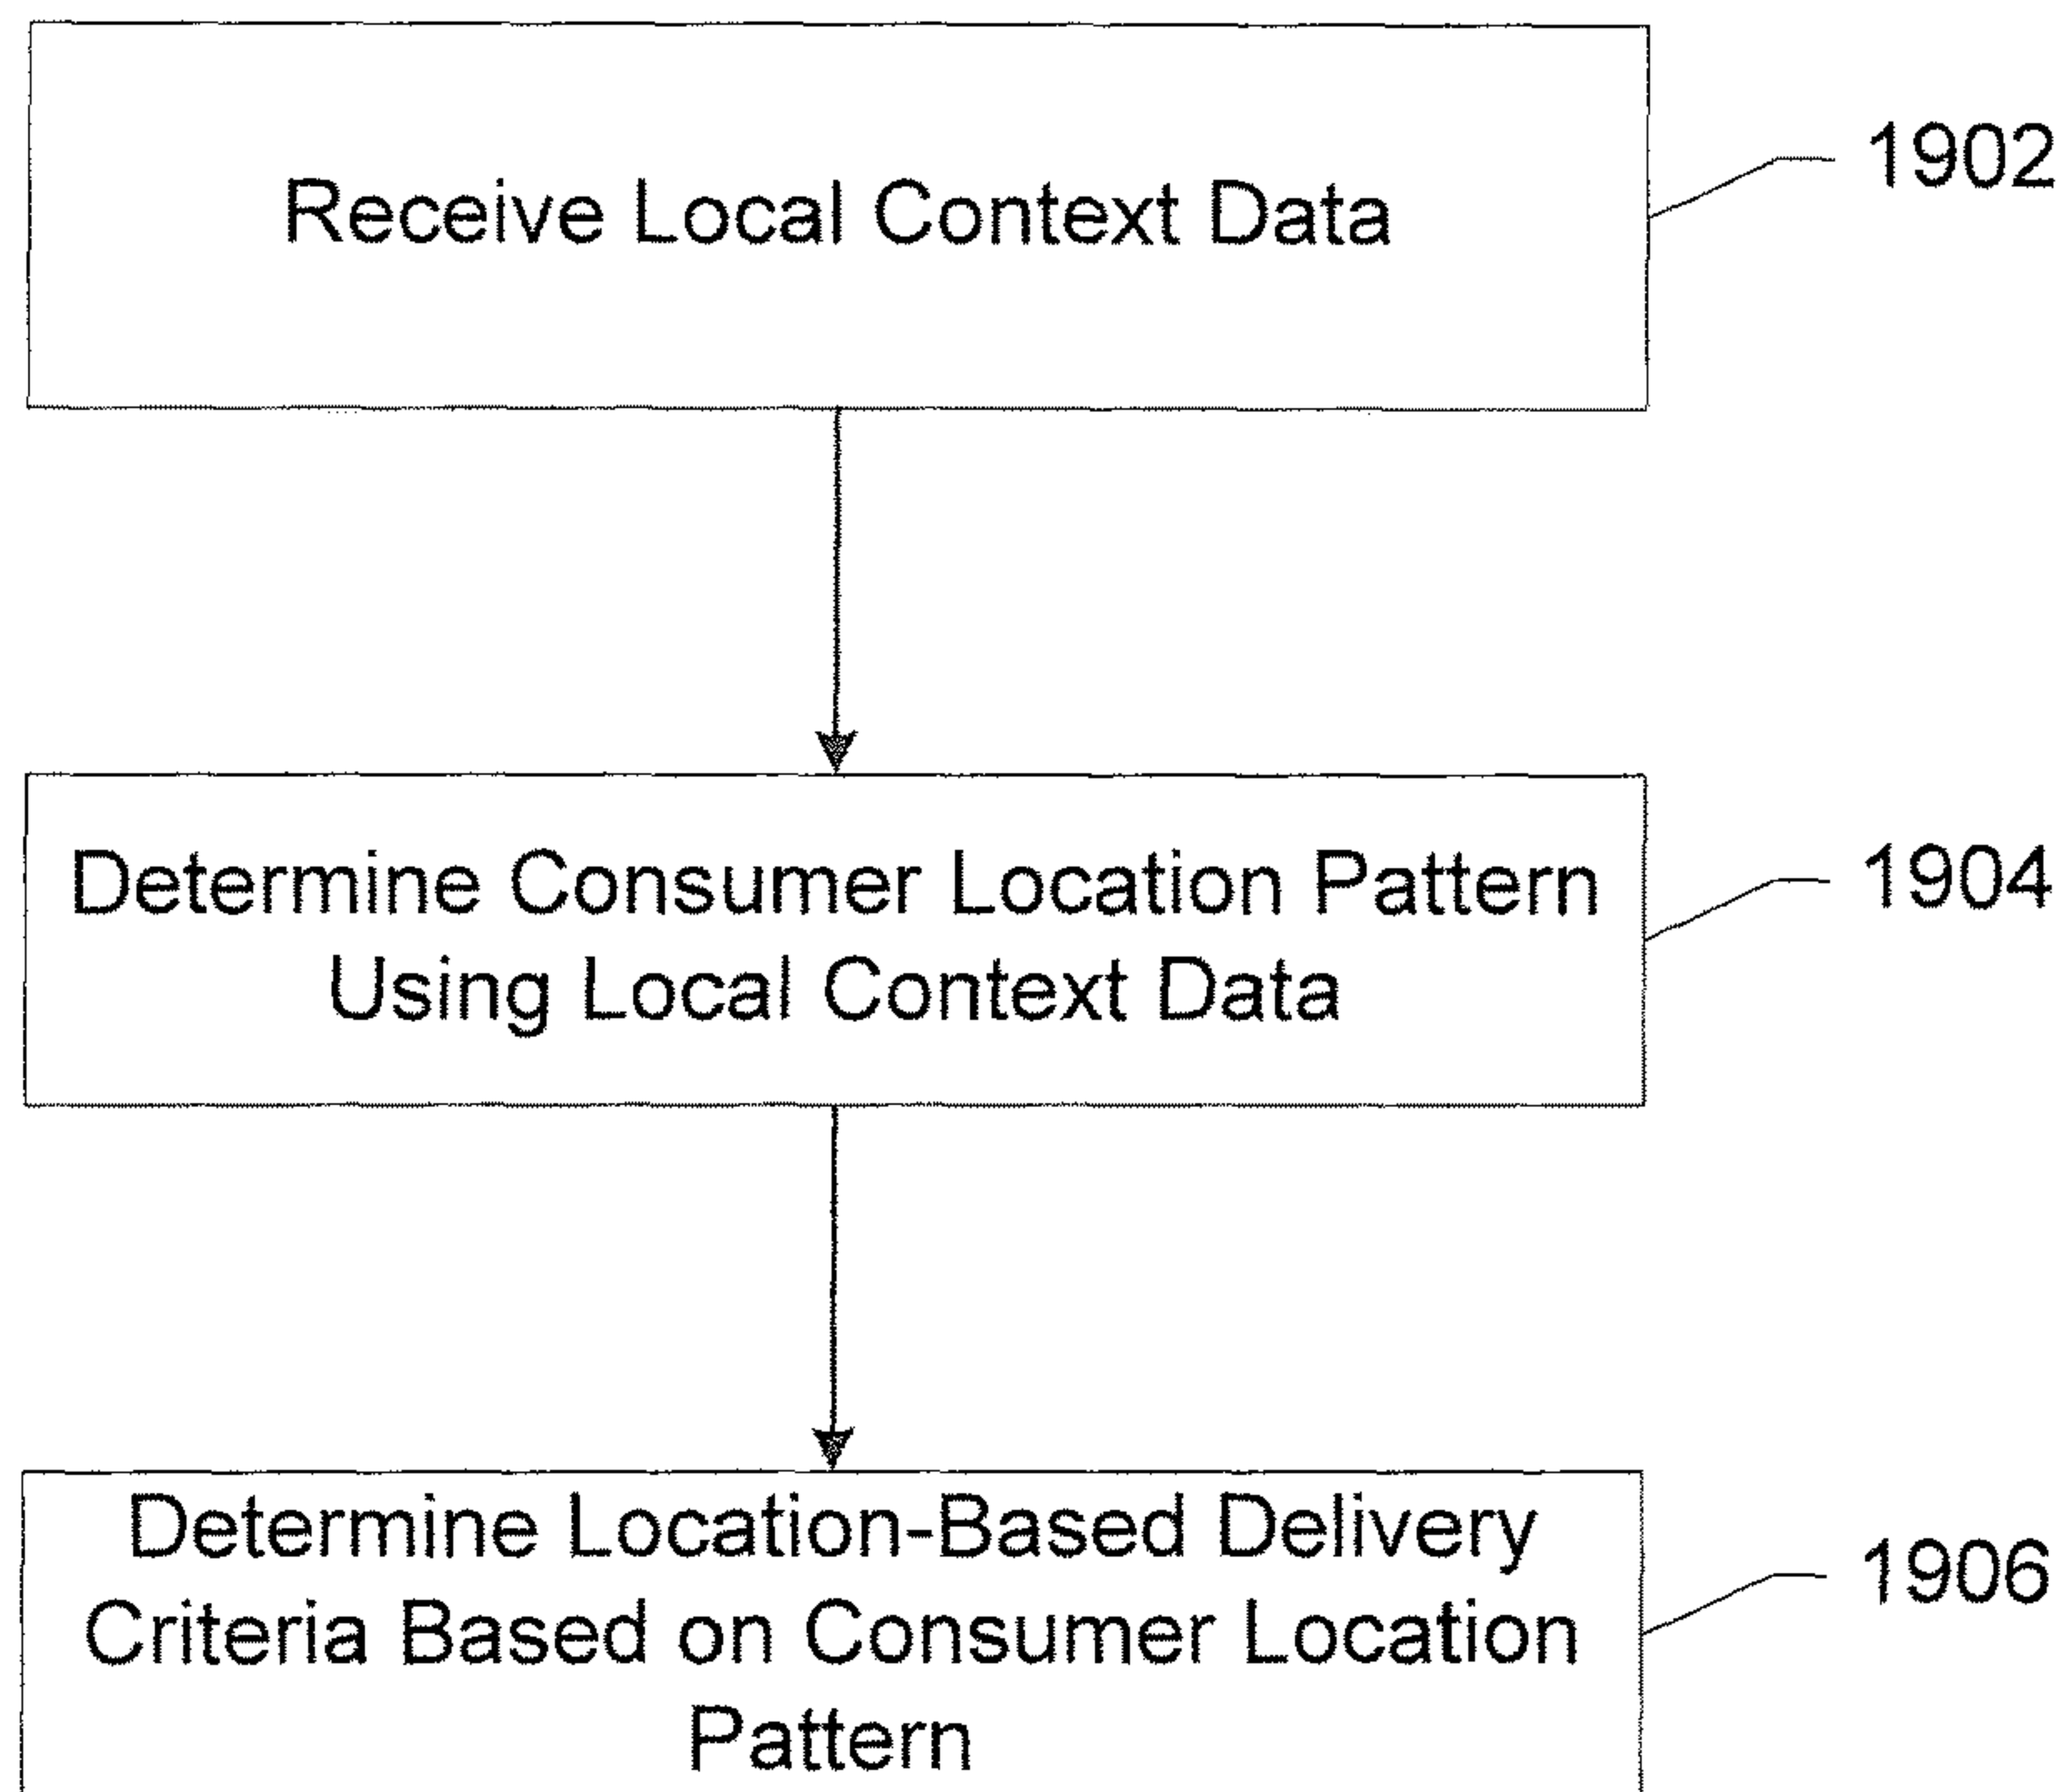 Receive Local Context Data
1902
Determine Consumer Location Pattern
Using Local Context Data
1904
Determine Location-Based Delivery
Criteria Based on Consumer Location
Pattern
1906